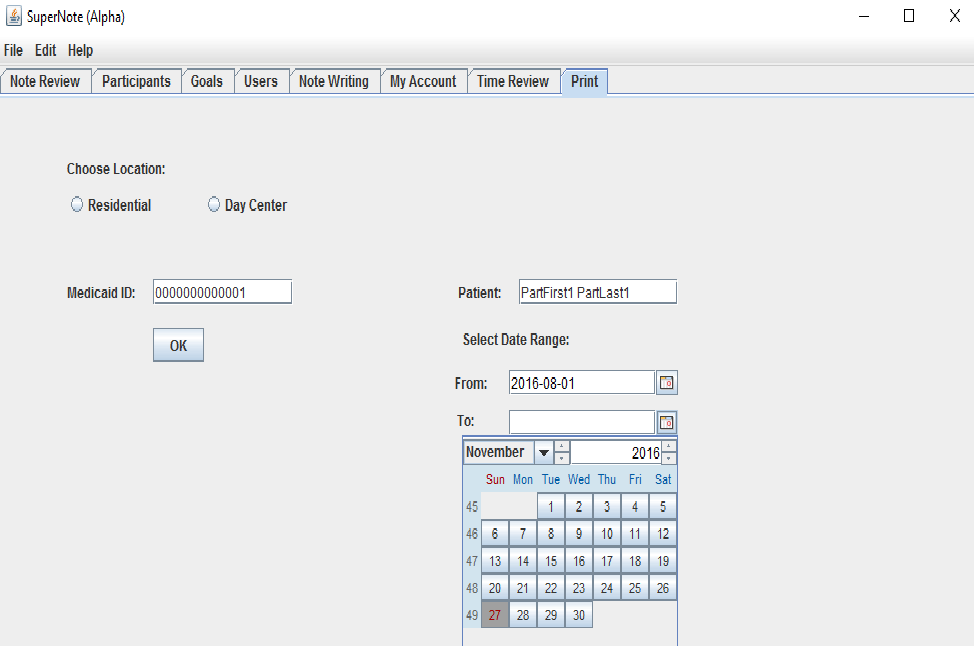 SuperNote (Alpha)
File Edit Help
Note Review Participants Goals Users Note Writing My Account Time Review Print
Choose Location:
Residential Day Center
Medicaid ID: 0000000000001 Patient: PartFirst1 PartLast1
OK
Select Date Range:
From: 2016-08-01
To:
November 2016
Sun Mon Tue Wed Thu Fri Sat
45 1 2 3 4 5
46 6 7 8 9 10 11 12
47 13 14 15 16 17 18 19
48 20 21 22 23 24 25 26
49 27 28 29 30